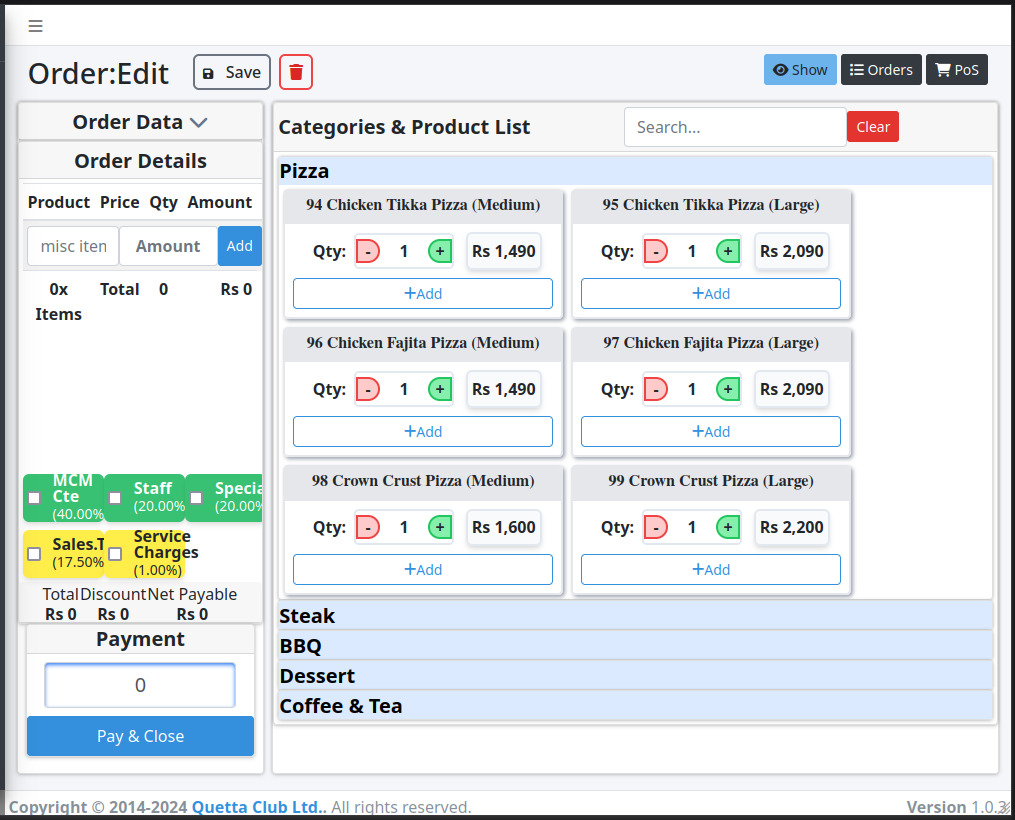 Order:Edit Save Show Orders PoS
Order Data
Order Details
Product Price Qty Amount
misc iten Amount Add
0x Items Total 0 Rs 0
MCM Cte (40.00% Staff (20.00% Specia (20.00%
Sales.T (17.50% Service Charges (1.00%)
Total Discount Net Payable
Rs 0 Rs 0 Rs 0
Payment
0
Pay & Close
Categories & Product List Search... Clear
Pizza
94 Chicken Tikka Pizza (Medium) 95 Chicken Tikka Pizza (Large)
Qty: - 1 + Rs 1,490 Qty: - 1 + Rs 2,090
+Add +Add
96 Chicken Fajita Pizza (Medium) 97 Chicken Fajita Pizza (Large)
Qty: - 1 + Rs 1,490 Qty: - 1 + Rs 2,090
+Add +Add
98 Crown Crust Pizza (Medium) 99 Crown Crust Pizza (Large)
Qty: - 1 + Rs 1,600 Qty: - 1 + Rs 2,200
+Add +Add
Steak
BBQ
Dessert
Coffee & Tea
Copyright © 2014-2024 Quetta Club Ltd.. All rights reserved. Version 1.0.3